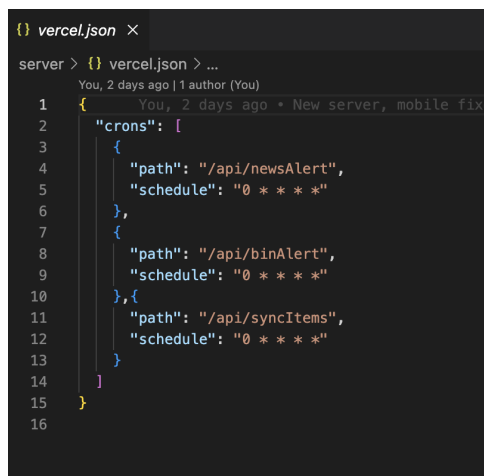 {} vercel.json ×
server > {} vercel.json > ...
You, 2 days ago | 1 author (You)
1 { You, 2 days ago • New server, mobile fix
2 "crons": [
3 {
4 "path": "/api/newsAlert",
5 "schedule": "0 * * * *"
6 },
7 {
8 "path": "/api/binAlert",
9 "schedule": "0 * * * *"
10 },{
11 "path": "/api/syncItems",
12 "schedule": "0 * * * *"
13 }
14 ]
15 }
16